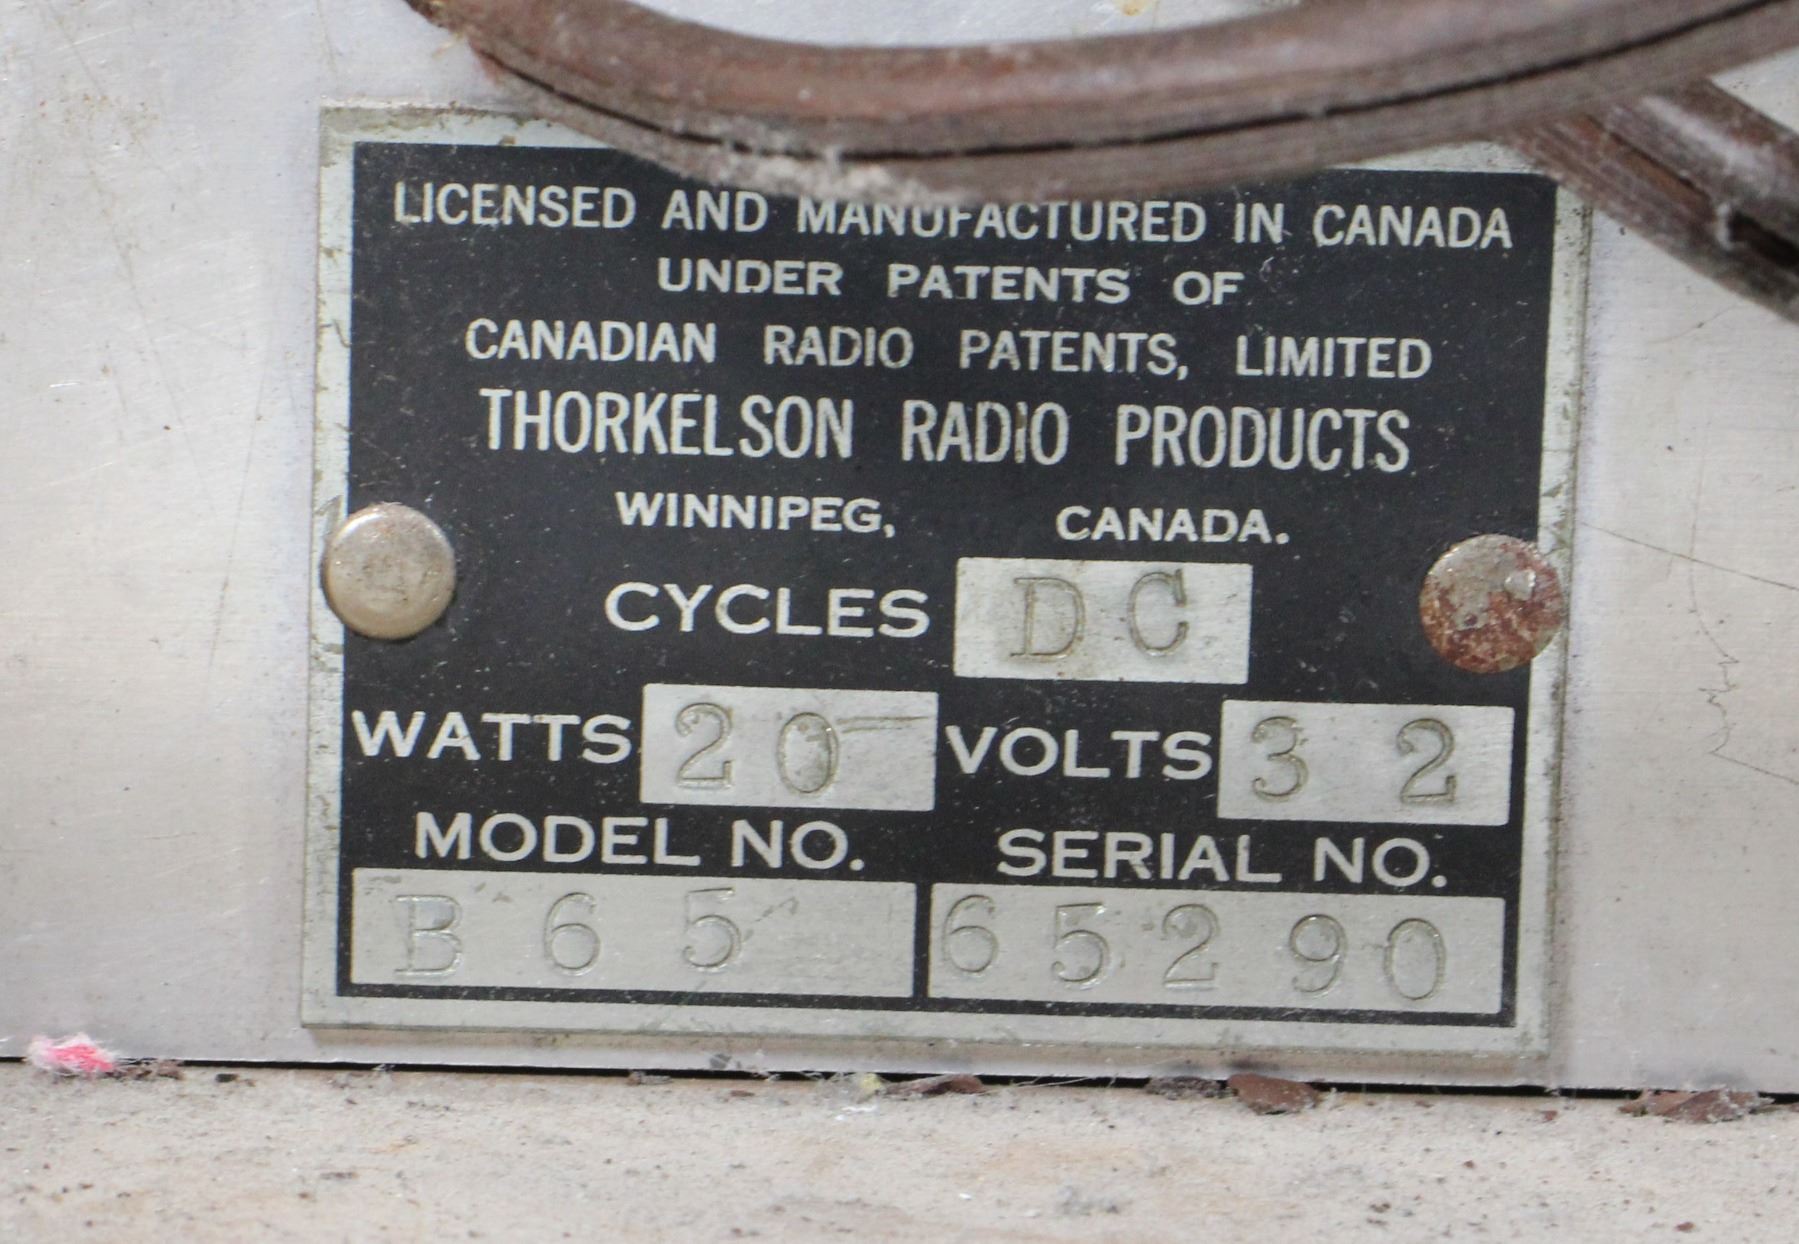 LICENSED AND MANUFACTURED IN CANADA
UNDER PATENTS OF
CANADIAN RADIO PATENTS, LIMITED
THORKELSON RADIO PRODUCTS
WINNIPEG, CANADA.
CYCLES DC
WATTS 20 VOLTS 32
MODEL NO. SERIAL NO.
B65 65290